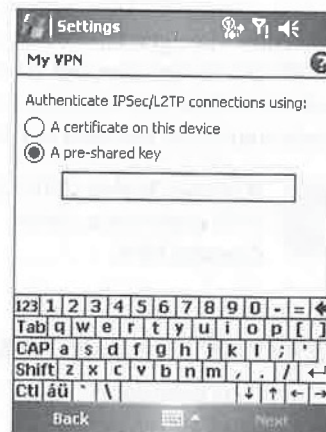 Settings
My VPN
Authenticate IPSec/L2TP connections using:
A certificate on this device
A pre-shared key
123 1 2 3 4 5 6 7 8 9 0 - =
Tab q w e r t y u i o p [ ]
CAP a s d f g h j k l ; '
Shift z x c v b n m , . /
Ctl áü ` \
Back Next